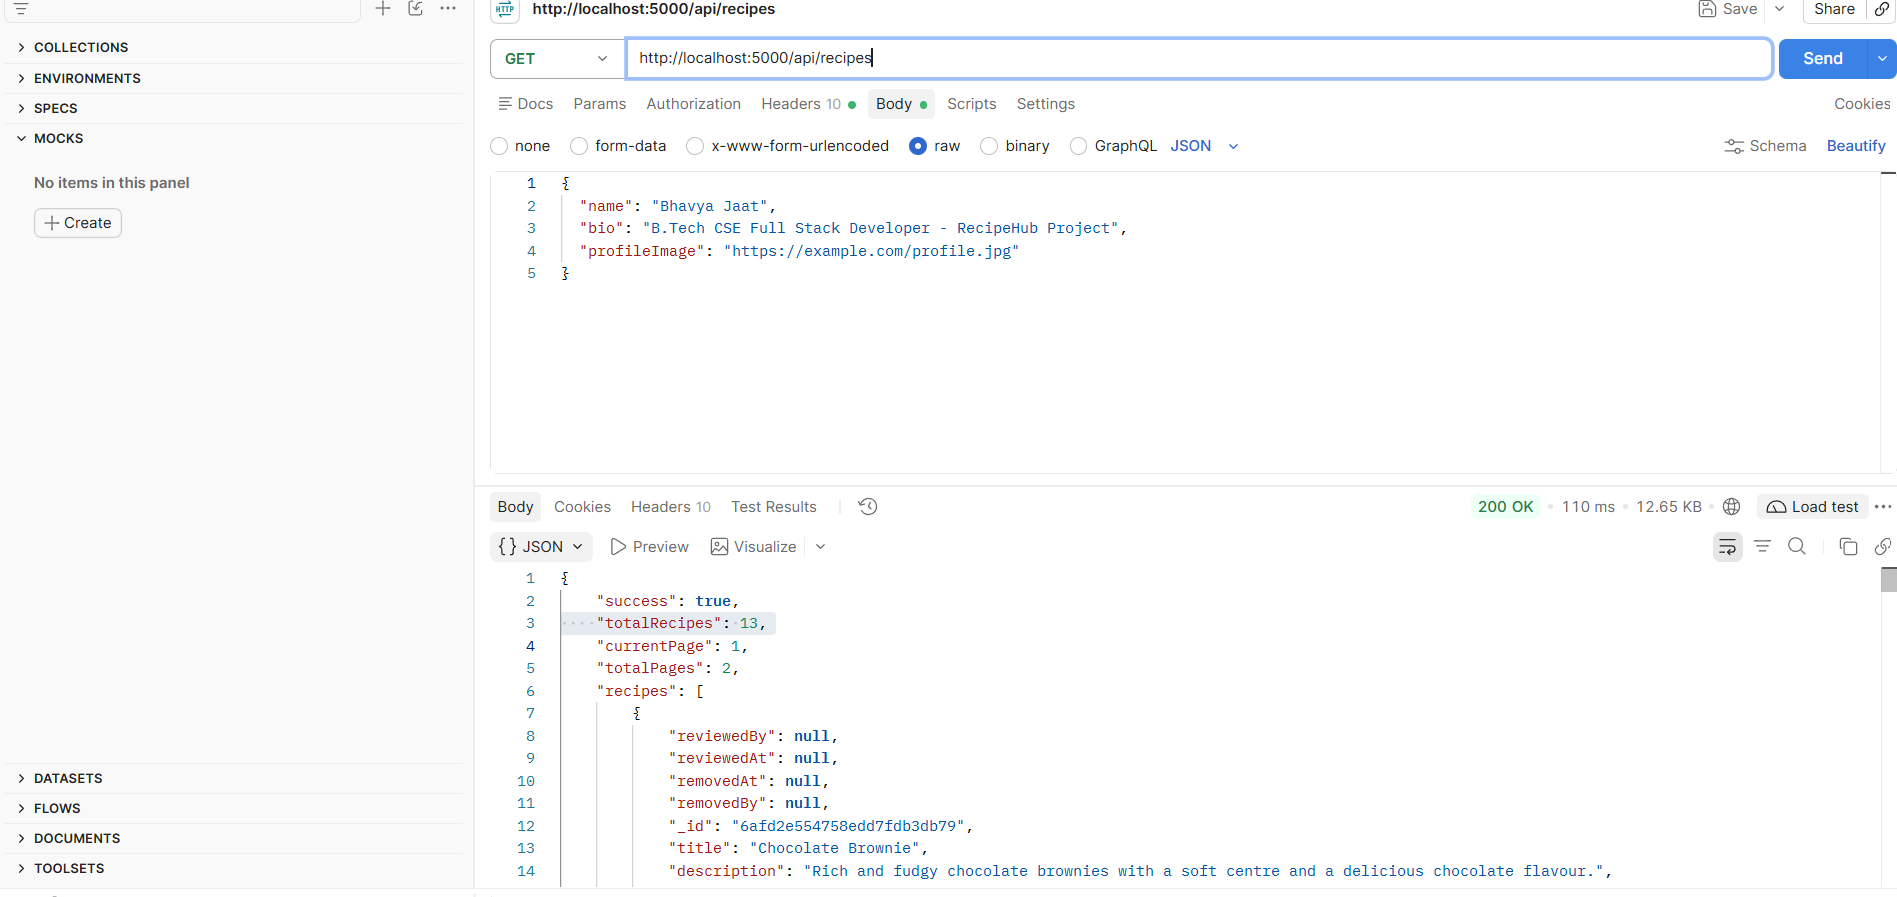 HTTP http://localhost:5000/api/recipes Save Share
GET http://localhost:5000/api/recipes Send
Docs Params Authorization Headers 10 Body Scripts Settings Cookies
none form-data x-www-form-urlencoded raw binary GraphQL JSON Schema Beautify
COLLECTIONS
ENVIRONMENTS
SPECS
MOCKS
No items in this panel
Create
DATASETS
FLOWS
DOCUMENTS
TOOLSETS
1 {
2 "name": "Bhavya Jaat",
3 "bio": "B.Tech CSE Full Stack Developer - RecipeHub Project",
4 "profileImage": "https://example.com/profile.jpg"
5 }
Body Cookies Headers 10 Test Results 200 OK • 110 ms • 12.65 KB • Load test
{} JSON Preview Visualize
1 {
2 "success": true,
3 "totalRecipes": 13,
4 "currentPage": 1,
5 "totalPages": 2,
6 "recipes": [
7 {
8 "reviewedBy": null,
9 "reviewedAt": null,
10 "removedAt": null,
11 "removedBy": null,
12 "_id": "6afd2e554758edd7fdb3db79",
13 "title": "Chocolate Brownie",
14 "description": "Rich and fudgy chocolate brownies with a soft centre and a delicious chocolate flavour.",